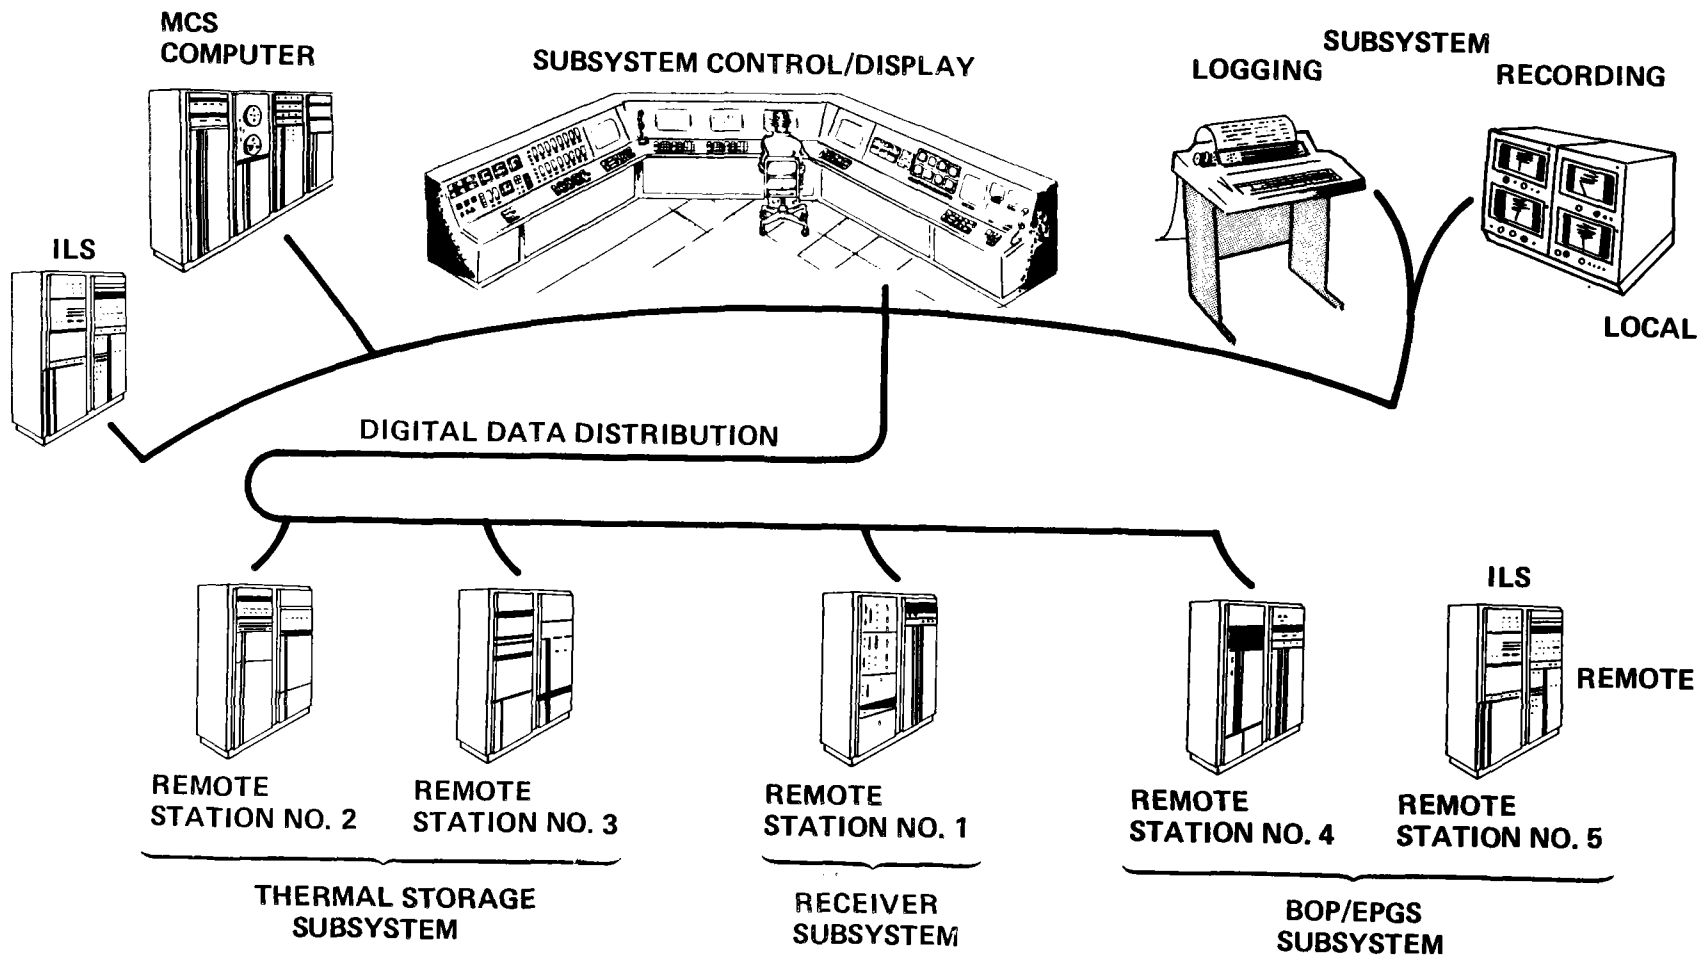 MCS
COMPUTER
SUBSYSTEM CONTROL/DISPLAY
SUBSYSTEM
LOGGING
RECORDING
ILS
LOCAL
DIGITAL DATA DISTRIBUTION
ILS
REMOTE
REMOTE
STATION NO. 2
REMOTE
STATION NO. 3
REMOTE
STATION NO. 1
REMOTE
STATION NO. 4
REMOTE
STATION NO. 5
THERMAL STORAGE
SUBSYSTEM
RECEIVER
SUBSYSTEM
BOP/EPGS
SUBSYSTEM